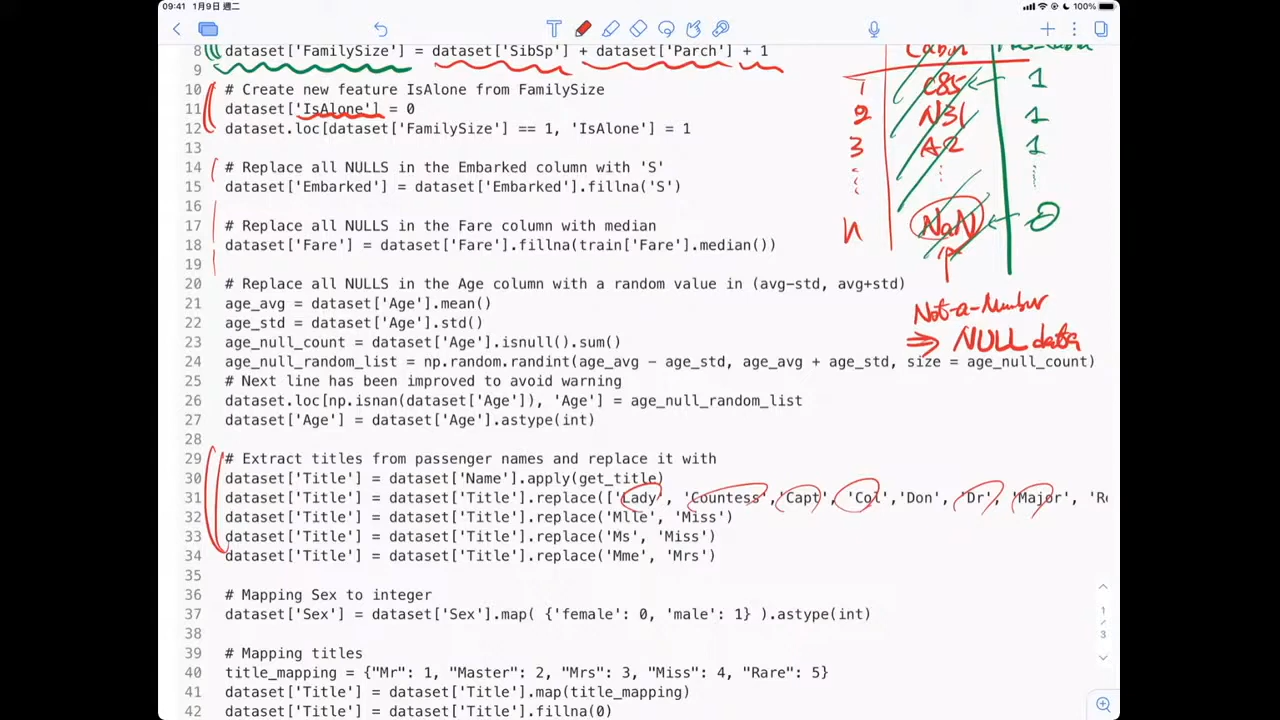 09:41 1月9日 週二
100%
8 dataset['FamilySize'] = dataset['SibSp'] + dataset['Parch'] + 1
9
10 # Create new feature IsAlone from FamilySize
11 dataset['IsAlone'] = 0
12 dataset.loc[dataset['FamilySize'] == 1, 'IsAlone'] = 1
13
14 # Replace all NULLS in the Embarked column with 'S'
15 dataset['Embarked'] = dataset['Embarked'].fillna('S')
16
17 # Replace all NULLS in the Fare column with median
18 dataset['Fare'] = dataset['Fare'].fillna(train['Fare'].median())
19
20 # Replace all NULLS in the Age column with a random value in (avg-std, avg+std)
21 age_avg = dataset['Age'].mean()
22 age_std = dataset['Age'].std()
23 age_null_count = dataset['Age'].isnull().sum()
24 age_null_random_list = np.random.randint(age_avg - age_std, age_avg + age_std, size = age_null_count)
25 # Next line has been improved to avoid warning
26 dataset.loc[np.isnan(dataset['Age']), 'Age'] = age_null_random_list
27 dataset['Age'] = dataset['Age'].astype(int)
28
29 # Extract titles from passenger names and replace it with
30 dataset['Title'] = dataset['Name'].apply(get_title)
31 dataset['Title'] = dataset['Title'].replace(['Lady', 'Countess','Capt', 'Col','Don', 'Dr', 'Major', 'Re
32 dataset['Title'] = dataset['Title'].replace('Mlle', 'Miss')
33 dataset['Title'] = dataset['Title'].replace('Ms', 'Miss')
34 dataset['Title'] = dataset['Title'].replace('Mme', 'Mrs')
35
36 # Mapping Sex to integer
37 dataset['Sex'] = dataset['Sex'].map( {'female': 0, 'male': 1} ).astype(int)
38
39 # Mapping titles
40 title_mapping = {"Mr": 1, "Master": 2, "Mrs": 3, "Miss": 4, "Rare": 5}
41 dataset['Title'] = dataset['Title'].map(title_mapping)
42 dataset['Title'] = dataset['Title'].fillna(0)
Cabin
1 C85 1
2 N31 1
3 A2 1
n NaN 0
Not-a-Number
⇒ NULL data
1
/
3